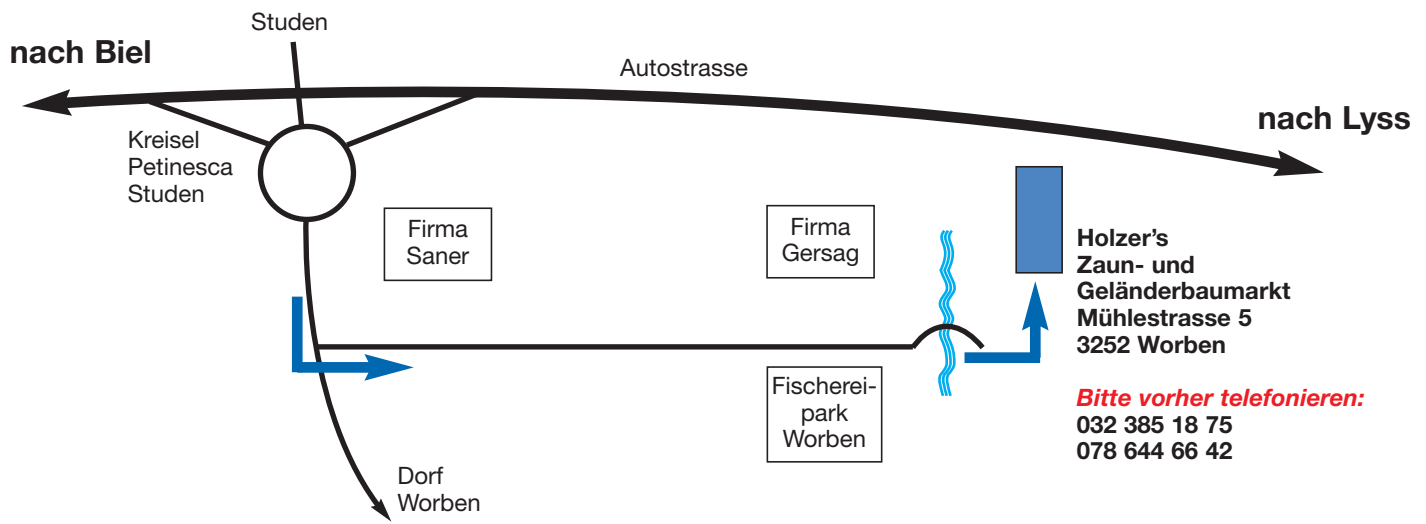 Studen
nach Biel
Autostrasse
nach Lyss
Kreisel
Petinesca
Studen
Firma
Saner
Firma
Gersag
Holzer's
Zaun- und
Geländerbaumarkt
Mühlestrasse 5
3252 Worben
Bitte vorher telefonieren:
032 385 18 75
078 644 66 42
Fischerei-
park
Worben
Dorf
Worben